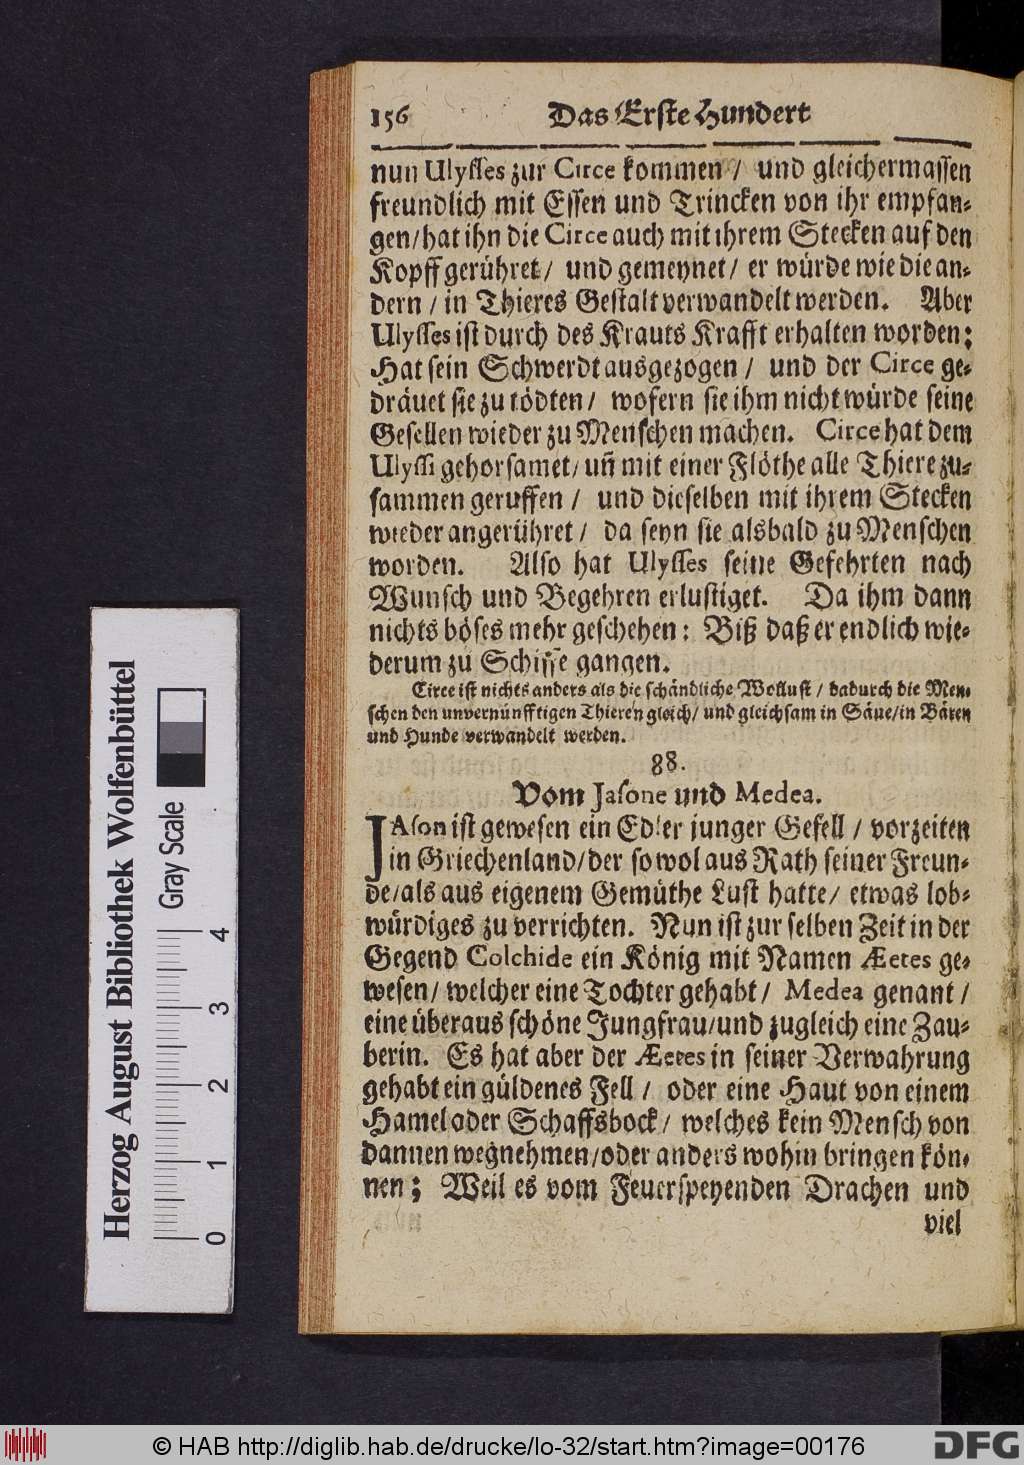 156 Das Erste Hundert
nun Ulysses zur Circe kommen / und gleichermassen
freundlich mit Essen und Trincken von ihr empfan-
gen / hat ihn die Circe auch mit ihrem Stecken auf den
Kopff gerühret / und gemeynet / er würde wie die an-
dern / in Thieres Gestalt verwandelt werden. Aber
Ulysses ist durch des Krauts Krafft erhalten worden;
Hat sein Schwerdt ausgezogen / und der Circe ge-
dräuet sie zu tödten / wofern sie ihm nicht würde seine
Gesellen wieder zu Menschen machen. Circe hat dem
Ulyssi gehorsamet / uñ mit einer Flöthe alle Thiere zu-
sammen geruffen / und dieselben mit ihrem Stecken
wieder angerühret / da seyn sie alsbald zu Menschen
worden. Also hat Ulysses seine Gefehrten nach
Wunsch und Begehren erlustiget. Da ihm dann
nichts böses mehr geschehen: Biß daß er endlich wie-
derum zu Schiffe gangen.
Circe ist nichts anders als die schändliche Wollust / dadurch die Men-
schen den unvernünfftigen Thieren gleich / und gleichsam in Säue / in Bären
und Hunde verwandelt werden.
88.
Vom Jasone und Medea.
JAson ist gewesen ein Edler junger Gesell / vorzeiten
in Griechenland / der sowol aus Rath seiner Freun-
de / als aus eigenem Gemüthe Lust hatte / etwas lob-
würdiges zu verrichten. Nun ist zur selben Zeit in der
Gegend Colchide ein König mit Namen Æetes ge-
wesen / welcher eine Tochter gehabt / Medea genant /
eine überaus schöne Jungfrau / und zugleich eine Zau-
berin. Es hat aber der Æetes in seiner Verwahrung
gehabt ein güldenes Fell / oder eine Haut von einem
Hamel oder Schaffsbock / welches kein Mensch von
dannen wegnehmen / oder anders wohin bringen kön-
nen; Weil es vom Feuerspeyenden Drachen und
viel
Herzog August Bibliothek Wolfenbüttel
Gray Scale
0 1 2 3 4
© HAB http://diglib.hab.de/drucke/lo-32/start.htm?image=00176
DFG